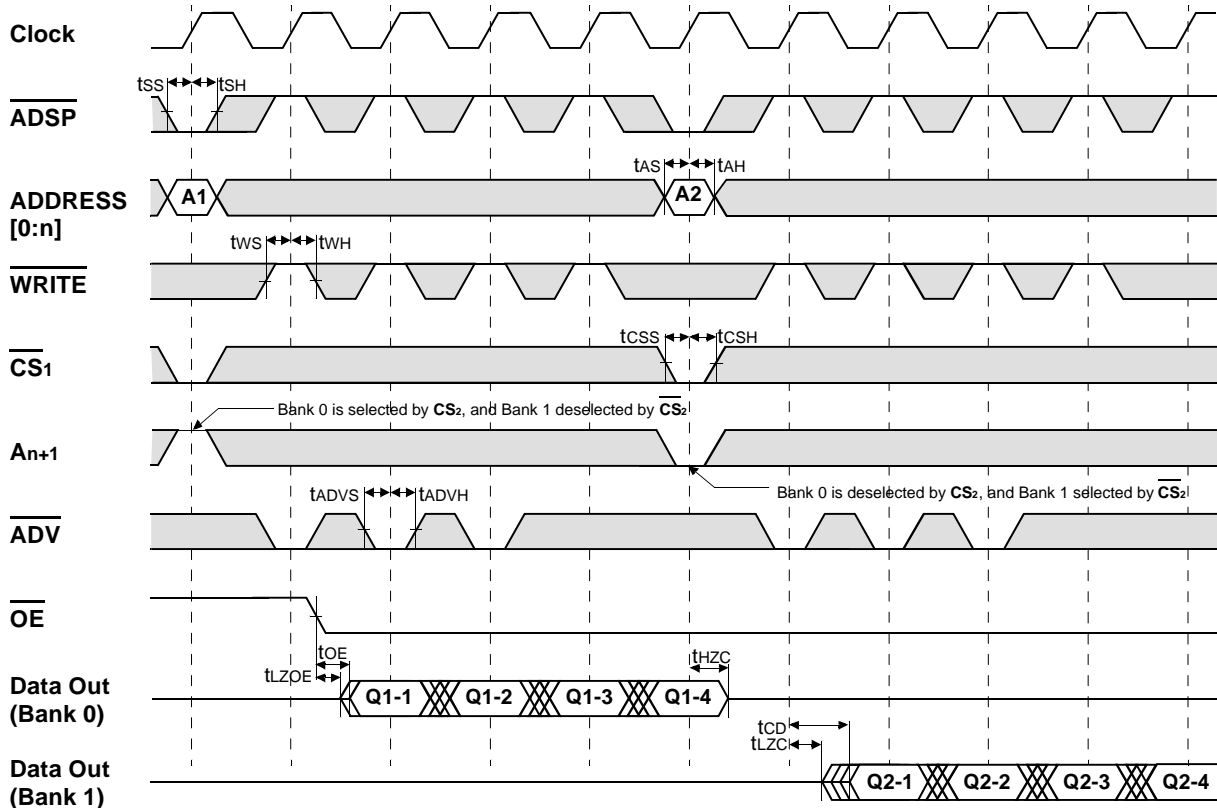 Clock
tSS tSH
ADSP
tAS tAH
ADDRESS
[0:n]
A1 A2
tWS tWH
WRITE
tCSS tCSH
CS1
Bank 0 is selected by CS2, and Bank 1 deselected by CS2
An+1
Bank 0 is deselected by CS2, and Bank 1 selected by CS2
tADVS tADVH
ADV
OE
tOE tHZC
tLZOE
Data Out
(Bank 0)
Q1-1 Q1-2 Q1-3 Q1-4
tCD
tLZC
Data Out
(Bank 1)
Q2-1 Q2-2 Q2-3 Q2-4